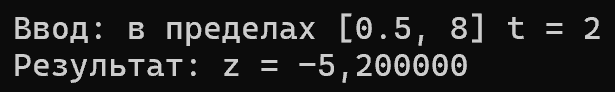 Ввод: в пределах [0.5, 8] t = 2
Результат: z = -5,200000